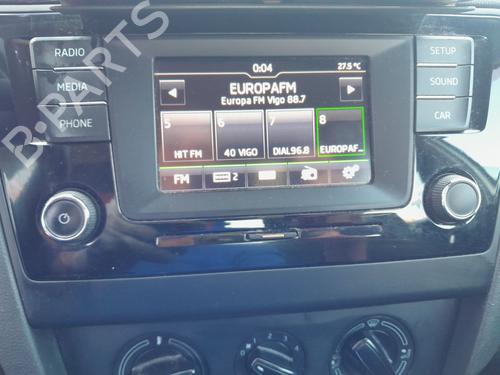 RADIO
0:04
27.5 °C
SETUP
MEDIA
EUROPAFM
Europa FM Vigo 88.7
SOUND
PHONE
5
6
7
8
CAR
HIT FM
40 VIGO
DIAL96.8
EUROPAF...
FM
2
B-PARTS